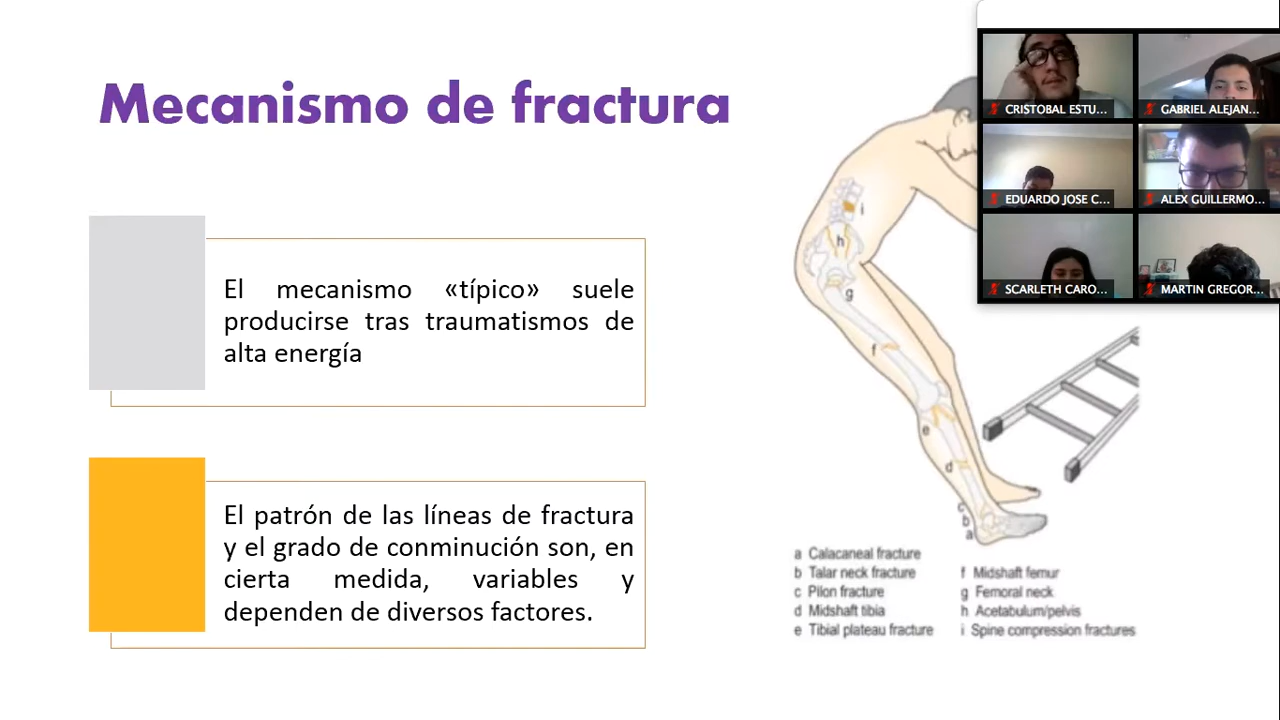 Mecanismo de fractura
El mecanismo «típico» suele
producirse tras traumatismos de
alta energía
El patrón de las líneas de fractura
y el grado de conminución son, en
cierta medida, variables y
dependen de diversos factores.
CRISTOBAL ESTU...
GABRIEL ALEJAN...
EDUARDO JOSE C...
ALEX GUILLERMO...
SCARLETH CARO...
MARTIN GREGOR...
i
h
g
f
e
d
c
b
a
a Calacaneal fracture
b Talar neck fracture
c Pilon fracture
d Midshaft tibia
e Tibial plateau fracture
f Midshaft femur
g Femoral neck
h Acetabulum/pelvis
i Spine compression fractures